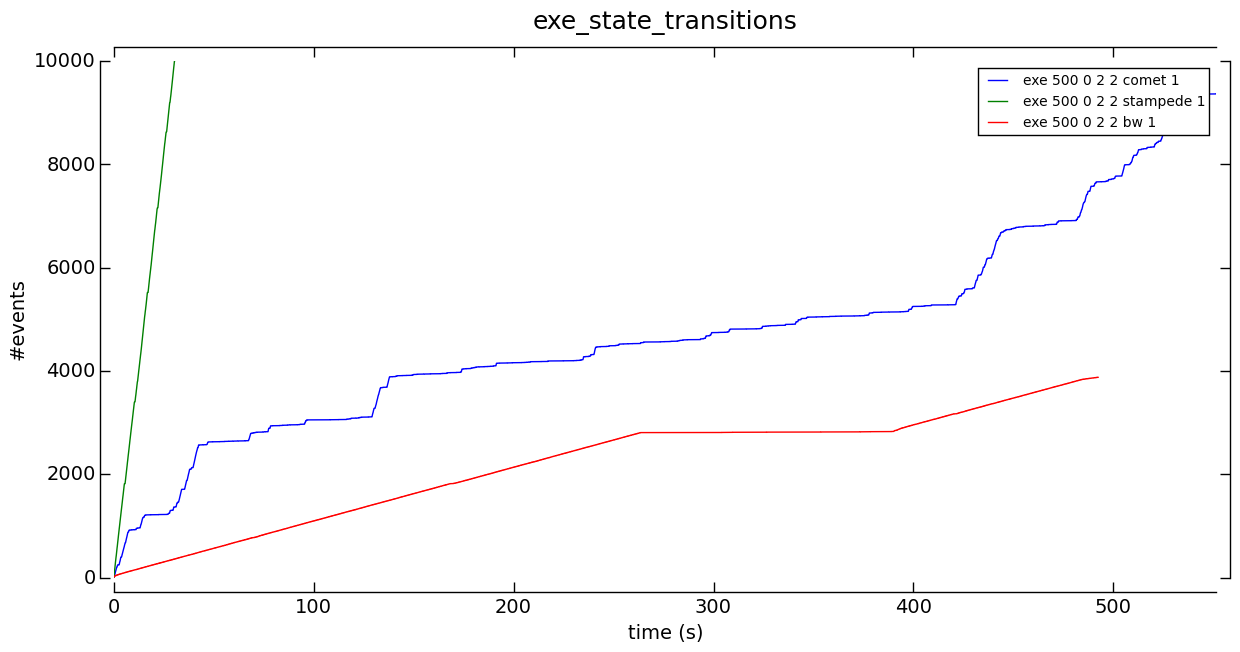 exe_state_transitions
10000
8000
6000
4000
2000
0
#events
exe 500 0 2 2 comet 1
exe 500 0 2 2 stampede 1
exe 500 0 2 2 bw 1
0 100 200 300 400 500
time (s)